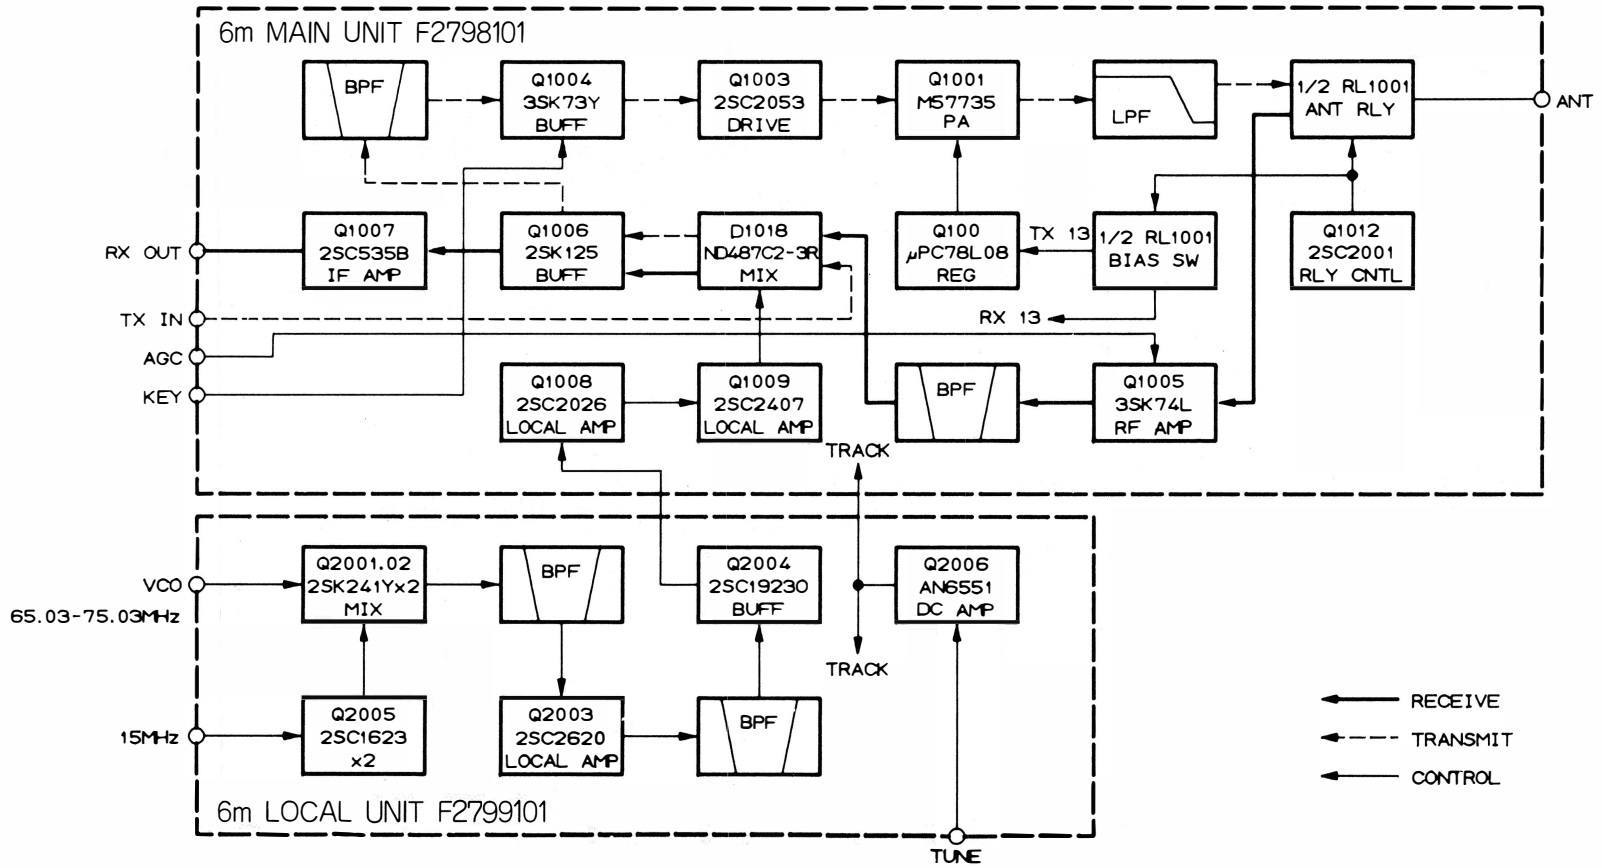 6m MAIN UNIT F2798101
BPF
Q1004
3SK73Y
BUFF
Q1003
2SC2053
DRIVE
Q1001
M57735
PA
LPF
1/2 RL1001
ANT RLY
ANT
RX OUT
Q1007
2SC535B
IF AMP
Q1006
2SK125
BUFF
D1018
ND487C2-3R
MIX
Q100
µPC78L08
REG
TX 13
1/2 RL1001
BIAS SW
Q1012
2SC2001
RLY CNTL
TX IN
RX 13
AGC
KEY
Q1008
2SC2026
LOCAL AMP
Q1009
2SC2407
LOCAL AMP
BPF
Q1005
3SK74L
RF AMP
TRACK
VCO
65.03-75.03MHz
Q2001.02
2SK241Yx2
MIX
BPF
Q2004
2SC19230
BUFF
Q2006
AN6551
DC AMP
TRACK
15MHz
Q2005
2SC1623
x2
Q2003
2SC2620
LOCAL AMP
BPF
RECEIVE
TRANSMIT
CONTROL
6m LOCAL UNIT F2799101
TUNE